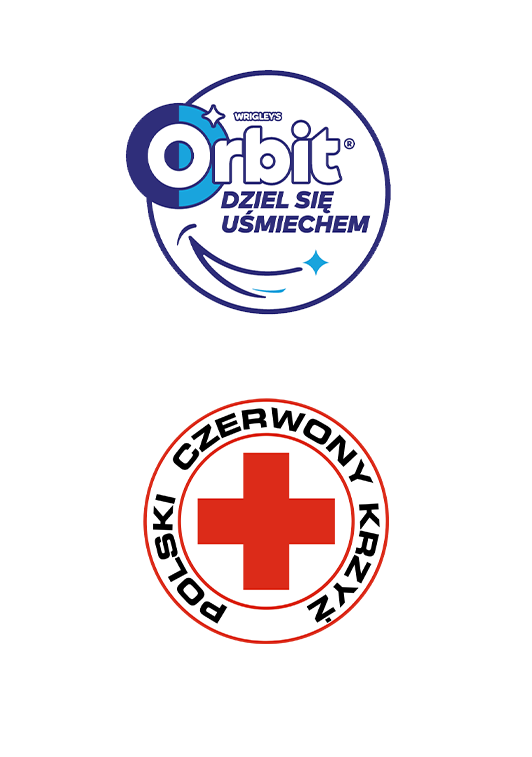 WRIGLEY'S
Orbit®
DZIEL SIĘ
UŚMIECHEM
POLSKI CZERWONY KRZYŻ